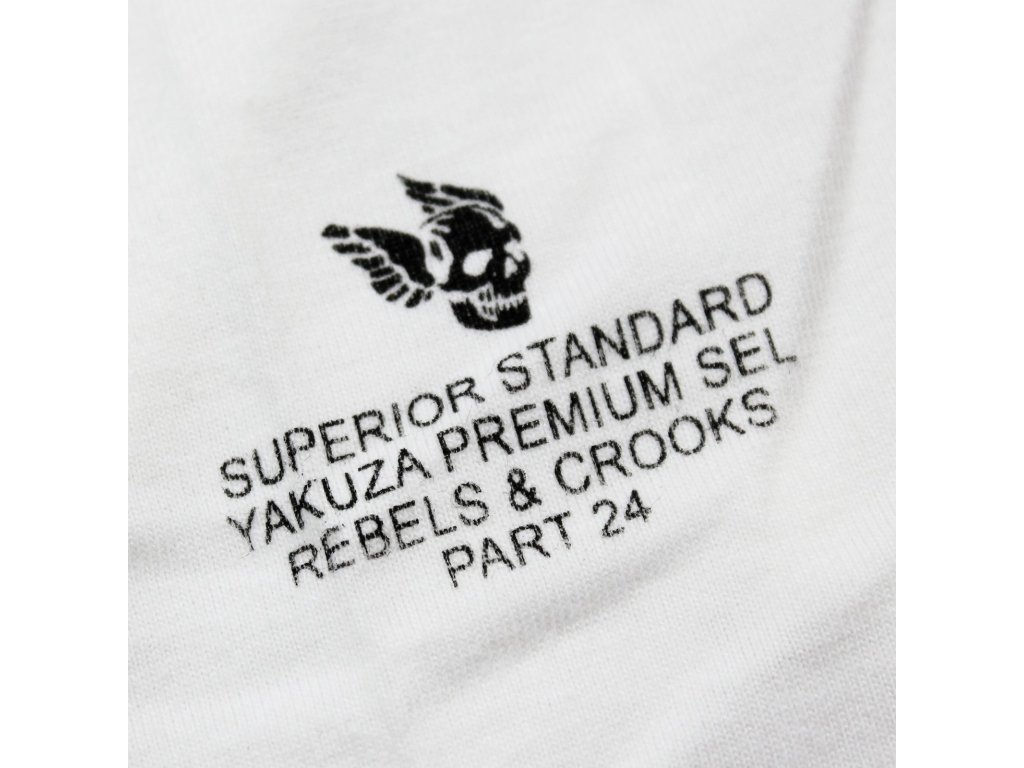 SUPERIOR STANDARD
YAKUZA PREMIUM SEL
REBELS & CROOKS
PART 24